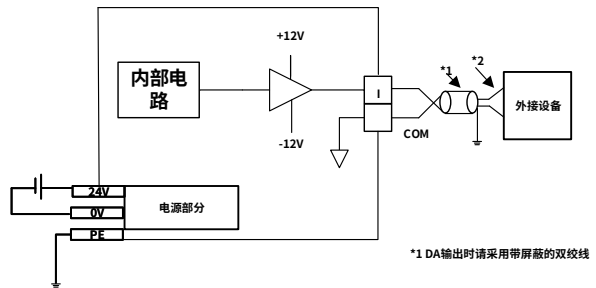 +12V
内部电
路
I
*1
*2
外接设备
-12V
COM
24V
0V
PE
电源部分
*1 DA输出时请采用带屏蔽的双绞线